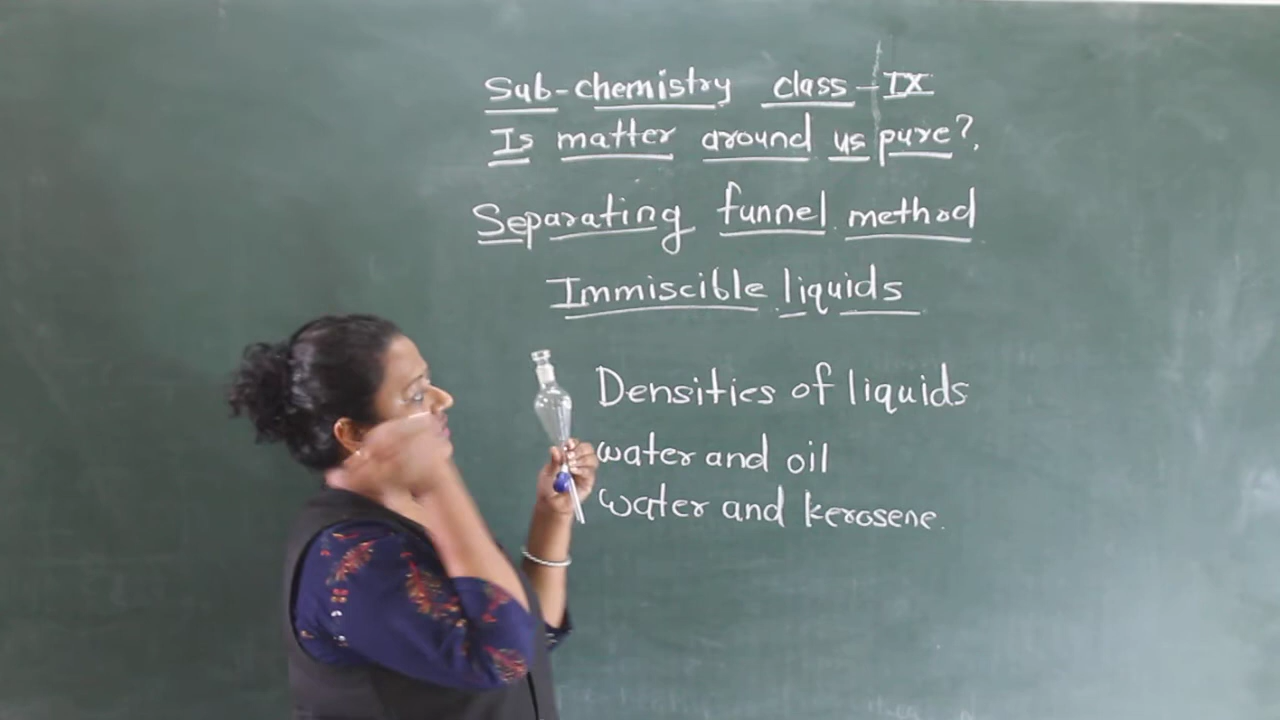 Sub-chemistry class-IX
Is matter around us pure?.
Separating funnel method
Immiscible liquids
Densities of liquids
water and oil
water and kerosene.